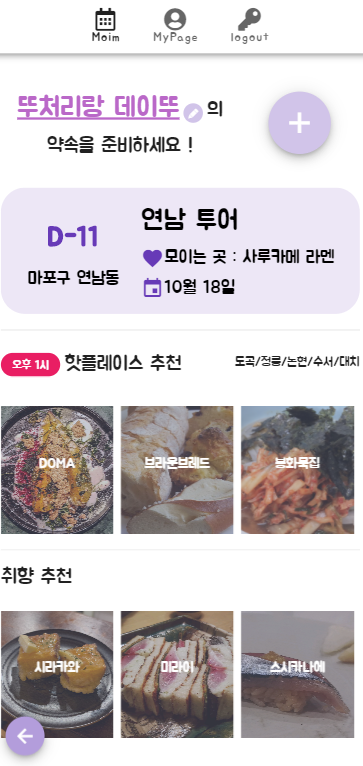 Moim MyPage logout
뚜처리랑 데이뚜 의
약속을 준비하세요 !
연남 투어
D-11
모이는 곳 : 사루카메 라멘
마포구 연남동
10월 18일
오후 1시 핫플레이스 추천 도곡/정릉/논현/수서/대치
DOMA 브라운브레드 봉화묵집
취향 추천
시라카와 미라이 스시카나에